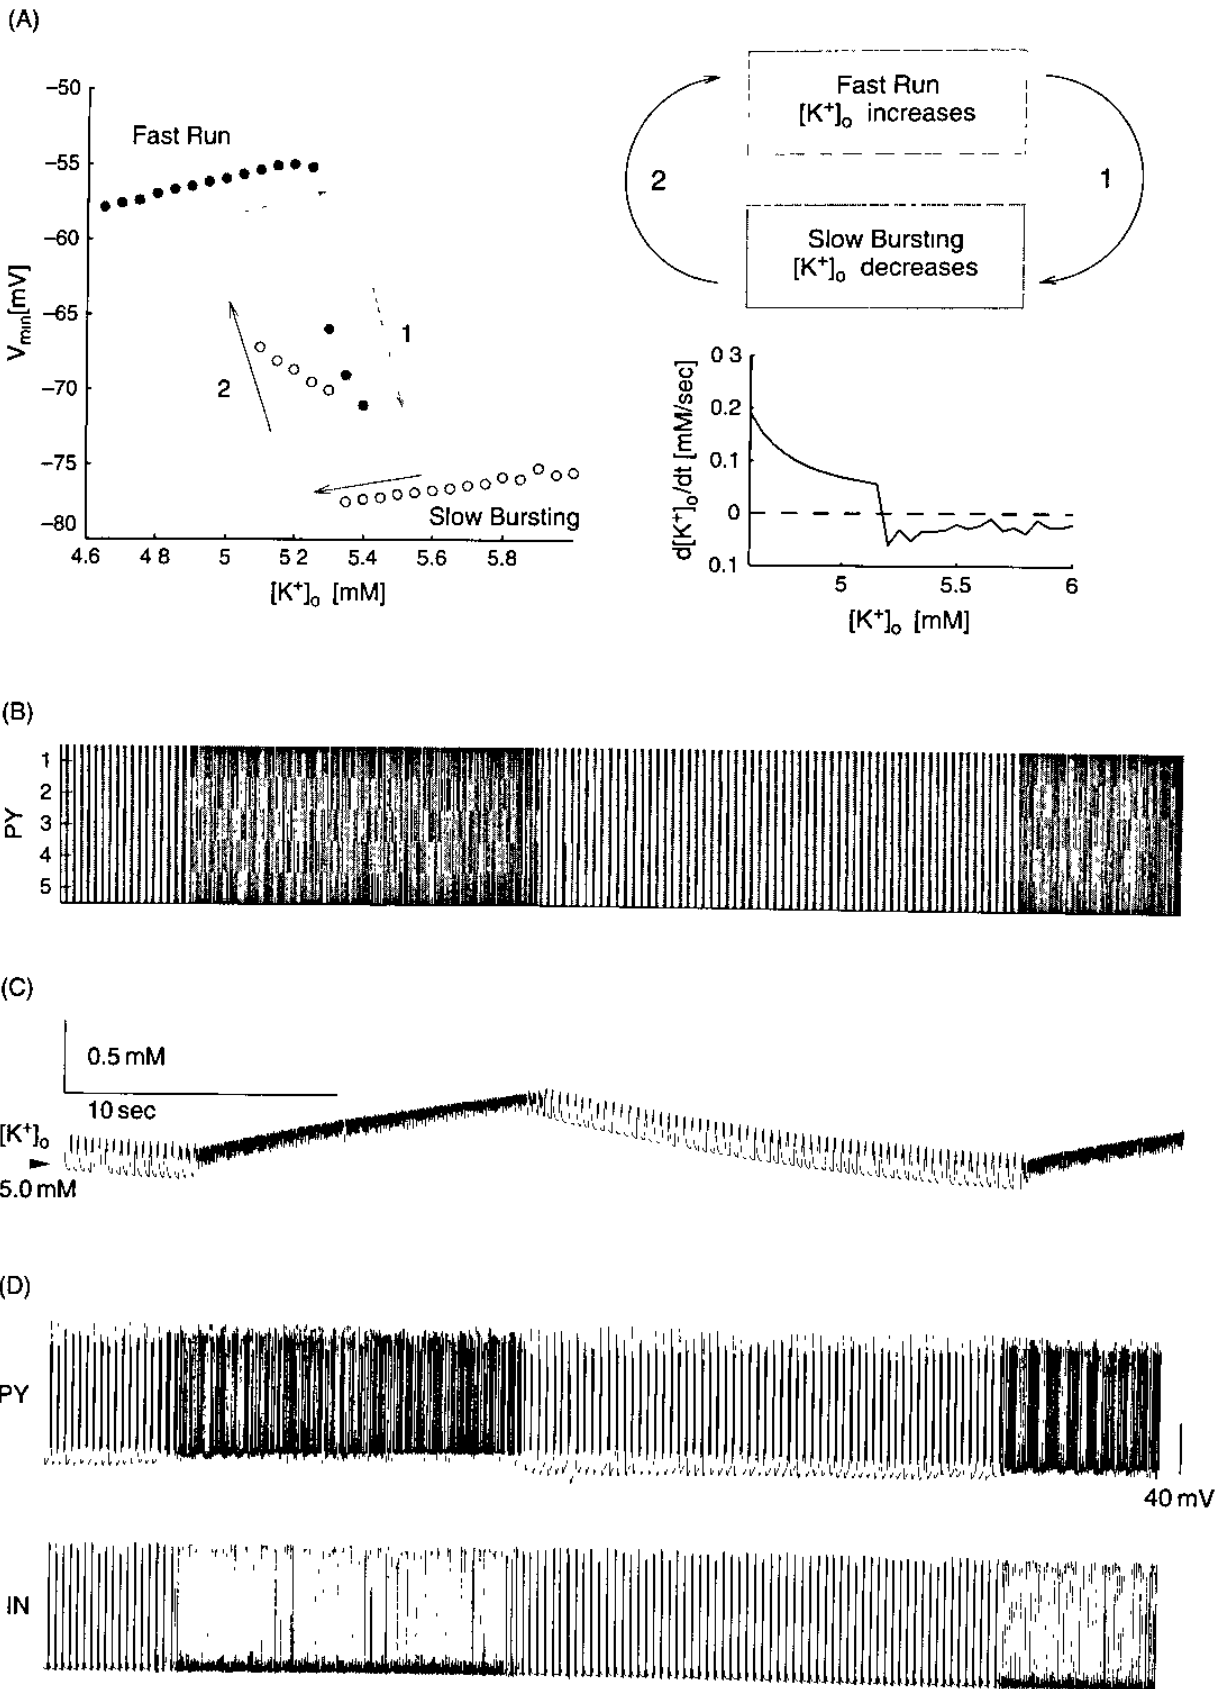 (A)
−50
−55
−60
−65
−70
−75
−80
V_min[mV]
Fast Run
1
2
Slow Bursting
4.6
4 8
5
5 2
5.4
5.6
5.8
[K⁺]ₒ [mM]
Fast Run
[K⁺]ₒ increases
2
1
Slow Bursting
[K⁺]ₒ decreases
0 3
0.2
0.1
0
0.1
d[K⁺]ₒ/dt [mM/sec]
5
5.5
6
[K⁺]ₒ [mM]
(B)
PY
1
2
3
4
5
(C)
0.5 mM
10 sec
[K⁺]ₒ
5.0 mM
(D)
PY
40 mV
IN